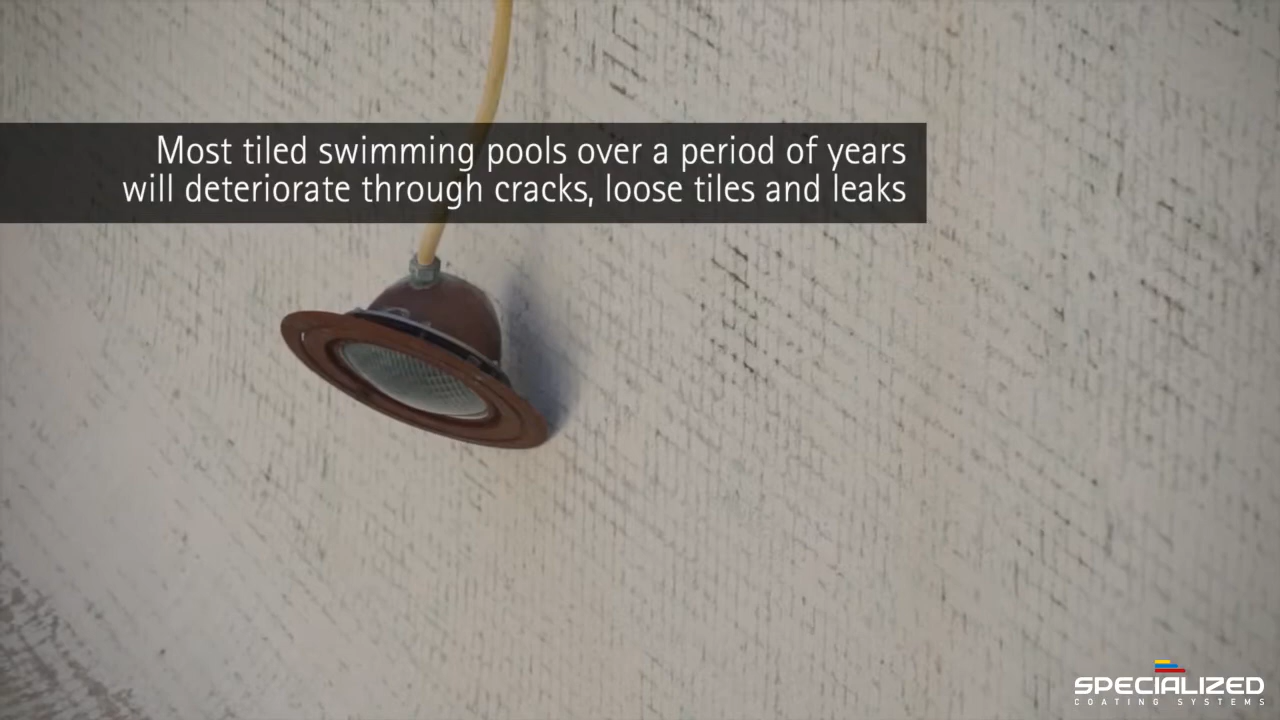 Most tiled swimming pools over a period of years
will deteriorate through cracks, loose tiles and leaks
SPECIALIZED
COATING SYSTEMS